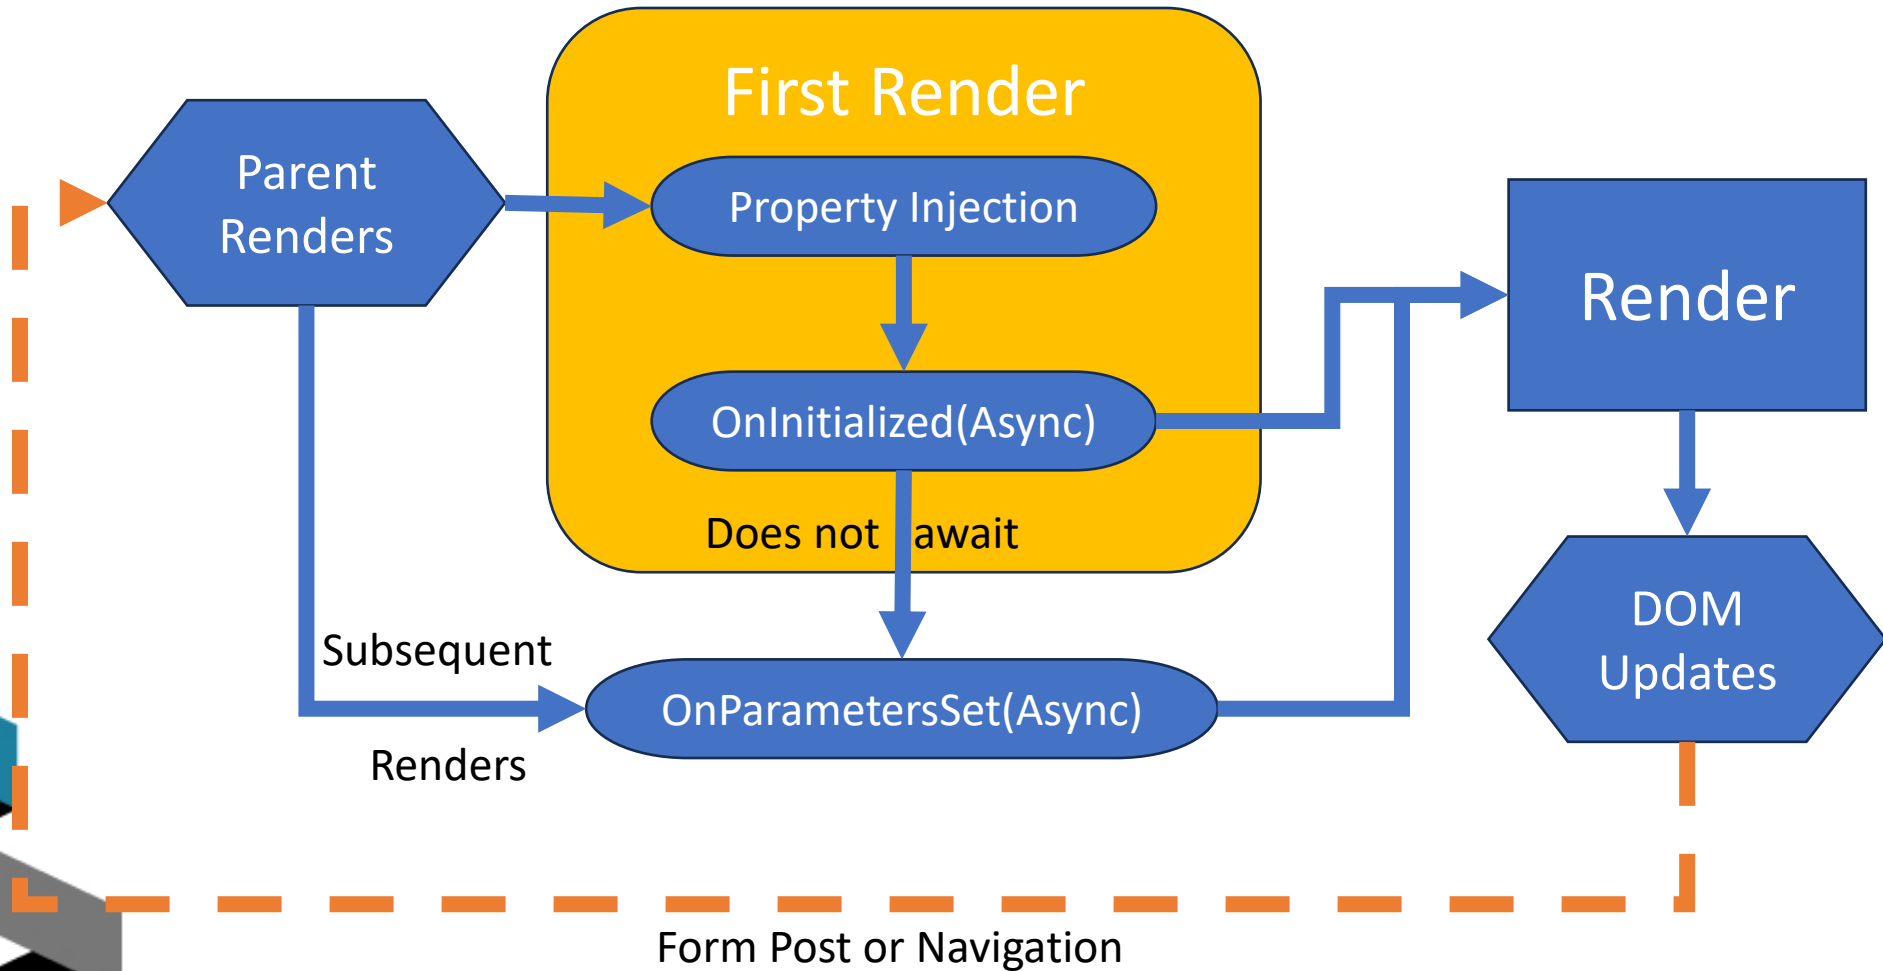 First Render
Parent
Renders
Property Injection
Render
OnInitialized(Async)
Does not await
DOM
Updates
Subsequent
OnParametersSet(Async)
Renders
Form Post or Navigation